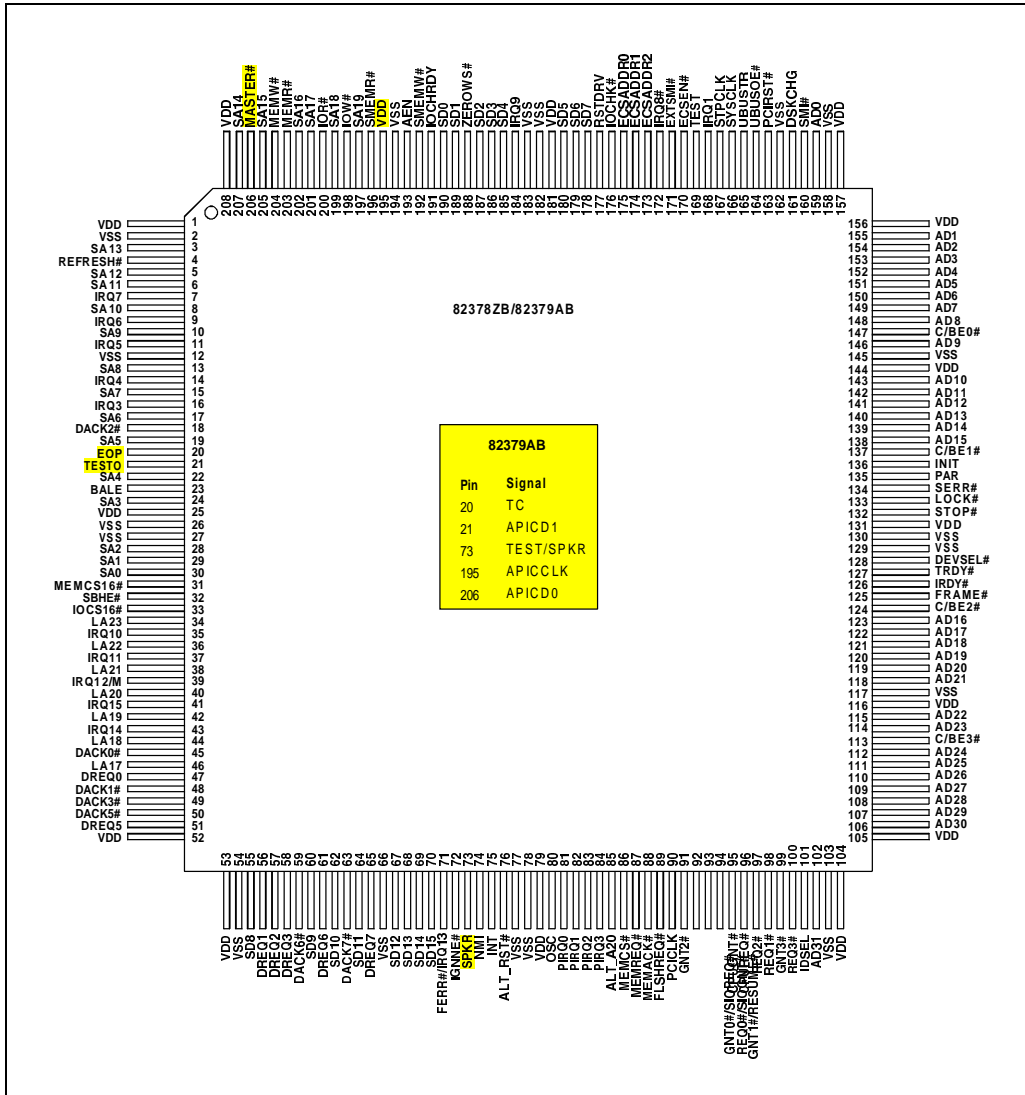 VDD
SA14
MASTER#
SA15
MEMW#
MEMR#
SA16
SA17
IOR#
SA18
IOW#
SA19
SMEMR#
VDD
VSS
AEN
SMEMW#
IOCHRDY
SD0
SD1
ZEROWS#
SD2
SD3
SD4
IRQ9
VSS
VSS
VDD
SD5
SD6
SD7
RSTDRV
IOCHK#
ECSADDR0
ECSADDR1
ECSADDR2
IRQ8#
EXTSMI#
ECSEN#
TEST
IRQ1
STPCLK
SYSCLK
UBUSTR
UBUSOE#
PCIRST#
VSS
DSKCHG
SMI#
AD0
VSS
VDD
208 207 206 205 204 203 202 201 200 199 198 197 196 195 194 193 192 191 190 189 188 187 186 185 184 183 182 181 180 179 178 177 176 175 174 173 172 171 170 169 168 167 166 165 164 163 162 161 160 159 158 157
VDD 1
VSS 2
SA13 3
REFRESH# 4
SA12 5
SA11 6
IRQ7 7
SA10 8
IRQ6 9
SA9 10
IRQ5 11
VSS 12
SA8 13
IRQ4 14
SA7 15
IRQ3 16
SA6 17
DACK2# 18
SA5 19
EOP 20
TESTO 21
SA4 22
BALE 23
SA3 24
VDD 25
VSS 26
VSS 27
SA2 28
SA1 29
SA0 30
MEMCS16# 31
SBHE# 32
IOCS16# 33
LA23 34
IRQ10 35
LA22 36
IRQ11 37
LA21 38
IRQ12/M 39
LA20 40
IRQ15 41
LA19 42
IRQ14 43
LA18 44
DACK0# 45
LA17 46
DREQ0 47
DACK1# 48
DACK3# 49
DACK5# 50
DREQ5 51
VDD 52
82378ZB/82379AB
82379AB
Pin Signal
20 TC
21 APICD1
73 TEST/SPKR
195 APICCLK
206 APICD0
156 VDD
155 AD1
154 AD2
153 AD3
152 AD4
151 AD5
150 AD6
149 AD7
148 AD8
147 C/BE0#
146 AD9
145 VSS
144 VDD
143 AD10
142 AD11
141 AD12
140 AD13
139 AD14
138 AD15
137 C/BE1#
136 INIT
135 PAR
134 SERR#
133 LOCK#
132 STOP#
131 VDD
130 VSS
129 VSS
128 DEVSEL#
127 TRDY#
126 IRDY#
125 FRAME#
124 C/BE2#
123 AD16
122 AD17
121 AD18
120 AD19
119 AD20
118 AD21
117 VSS
116 VDD
115 AD22
114 AD23
113 C/BE3#
112 AD24
111 AD25
110 AD26
109 AD27
108 AD28
107 AD29
106 AD30
105 VDD
53 54 55 56 57 58 59 60 61 62 63 64 65 66 67 68 69 70 71 72 73 74 75 76 77 78 79 80 81 82 83 84 85 86 87 88 89 90 91 92 93 94 95 96 97 98 99 100 101 102 103 104
VDD
VSS
SD8
DREQ1
DREQ2
DREQ3
DACK6#
SD9
DREQ6
SD10
DACK7#
SD11
DREQ7
VSS
SD12
SD13
SD14
SD15
FERR#/IRQ13
IGNNE#
SPKR
NMI
INT
ALT_RST#
VSS
VSS
VDD
OSC
PIRQ0
PIRQ1
PIRQ2
PIRQ3
ALT_A20
MEMCS#
MEMREQ#
MEMACK#
FLSHREQ#
PCICLK
GNT2#
GNT0#/SIOREQ#
GNT1#/RESUME#
REQ2#
REQ1#
GNT3#
REQ3#
IDSEL
AD31
VSS
VDD